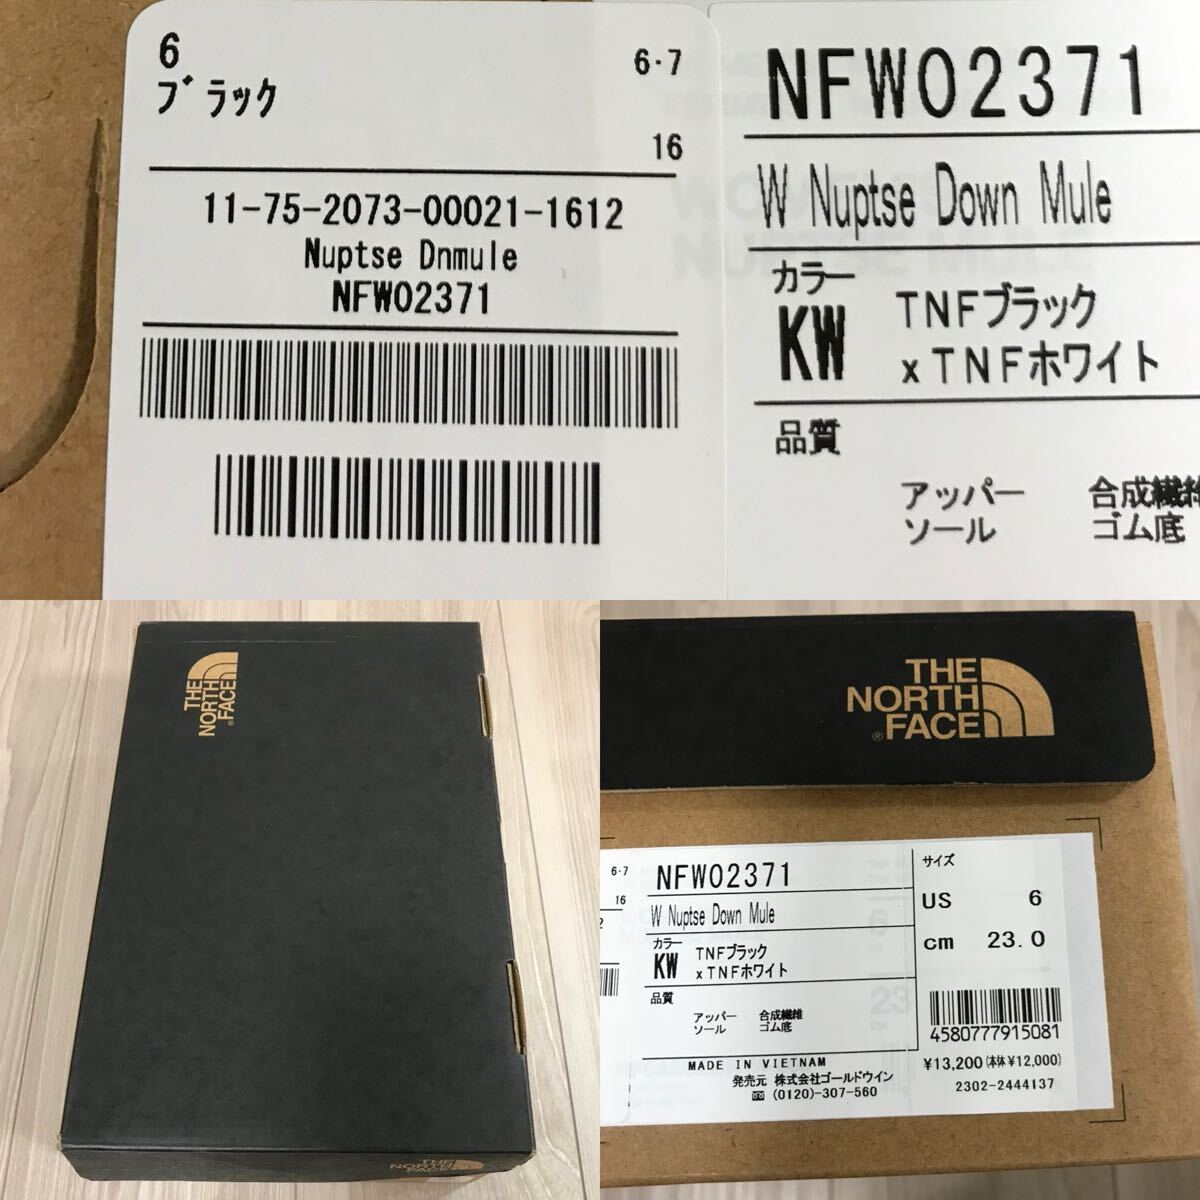 6
ブラック
6・7
16
11-75-2073-00021-1612
Nuptse Dnmule
NFW02371
NFW02371
W Nuptse Down Mule
カラー
KW
TNFブラック
xTNFホワイト
品質
アッパー 合成繊維
ソール ゴム底
THE
NORTH
FACE
®
THE
NORTH
FACE
THE
NORTH
FACE
®
6・7
16
2
NFW02371
W Nuptse Down Mule
カラー
KW
TNFブラック
xTNFホワイト
品質
アッパー 合成繊維
ソール ゴム底
MADE IN VIETNAM
発売元 株式会社ゴールドウイン
(0120)-307-560
サイズ
US 6
cm 23.0
4580777915081
¥13,200(本体¥12,000)
2302-2444137